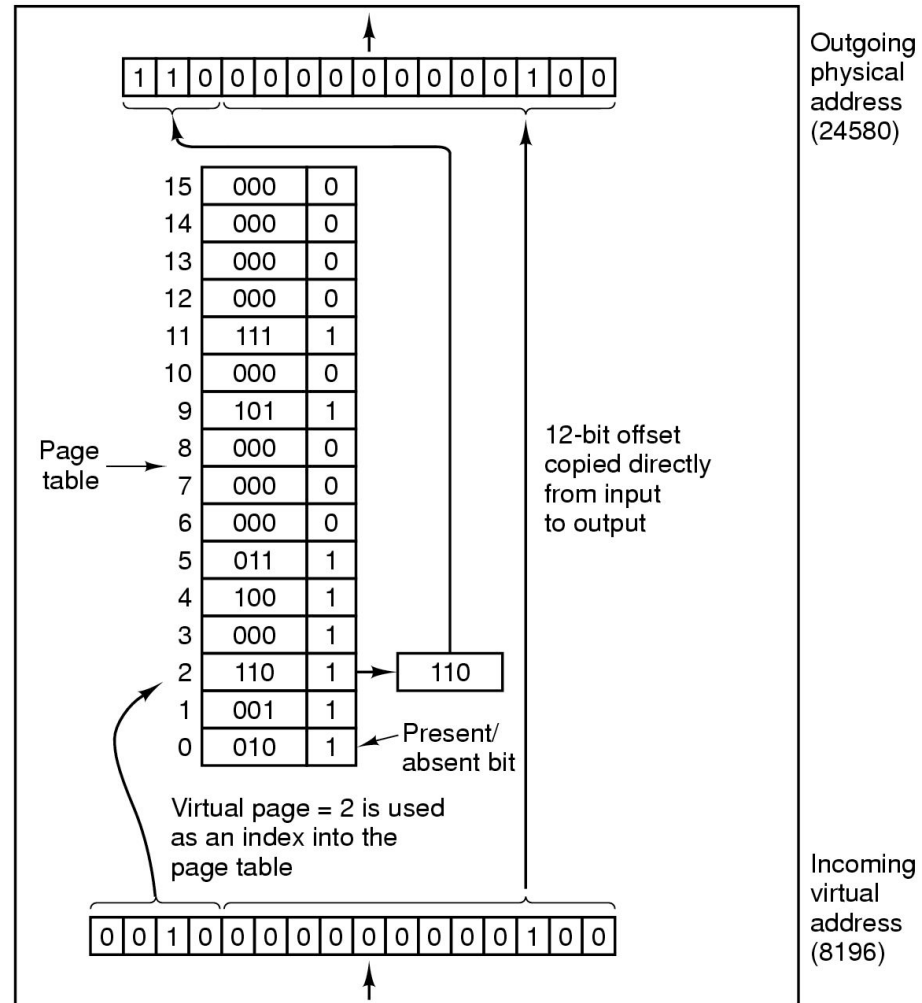 Outgoing
physical
address
(24580)
1 1 0 0 0 0 0 0 0 0 0 0 1 0 0
15 000 0
14 000 0
13 000 0
12 000 0
11 111 1
10 000 0
9 101 1
8 000 0
7 000 0
6 000 0
5 011 1
4 100 1
3 000 1
2 110 1 110
1 001 1
0 010 1
Page
table
12-bit offset
copied directly
from input
to output
Present/
absent bit
Virtual page = 2 is used
as an index into the
page table
0 0 1 0 0 0 0 0 0 0 0 0 0 1 0 0
Incoming
virtual
address
(8196)